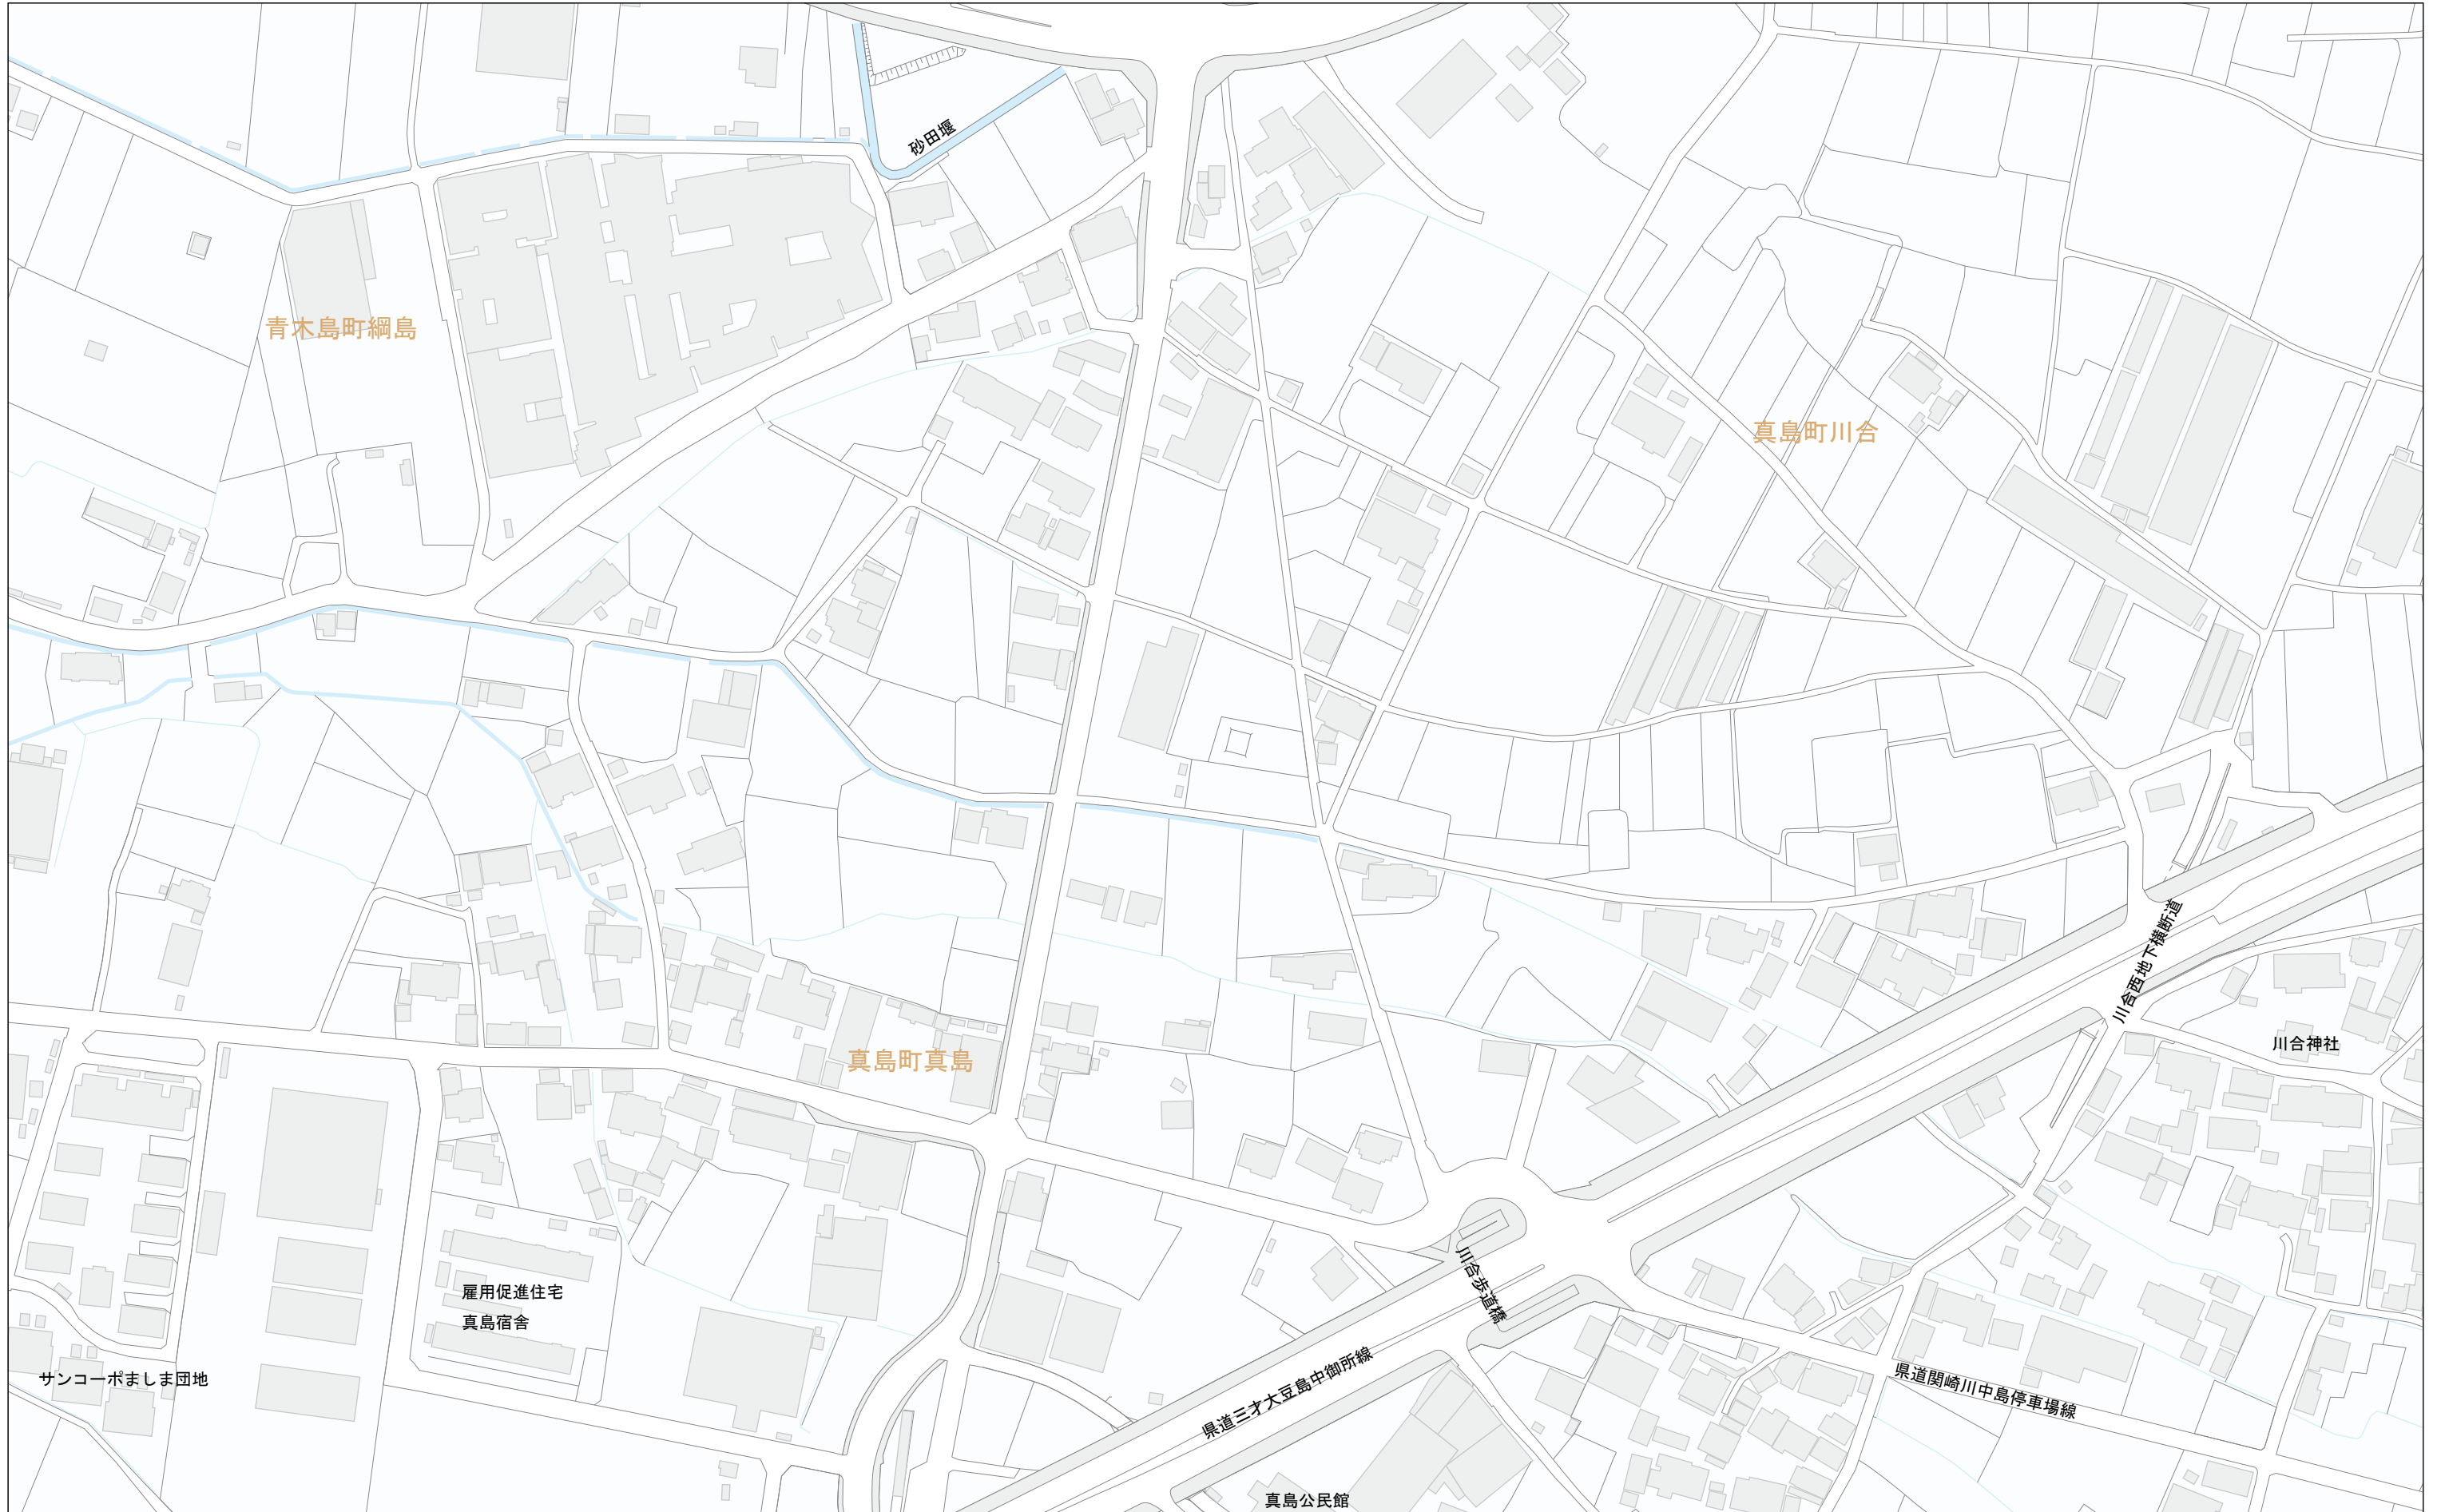 砂田堰
青木島町綱島
真島町川合
川合西地下横断道
川合神社
真島町真島
雇用促進住宅
真島宿舎
川合歩道橋
サンコーポましま団地
県道三才大豆島中御所線
県道関崎川中島停車場線
真島公民館